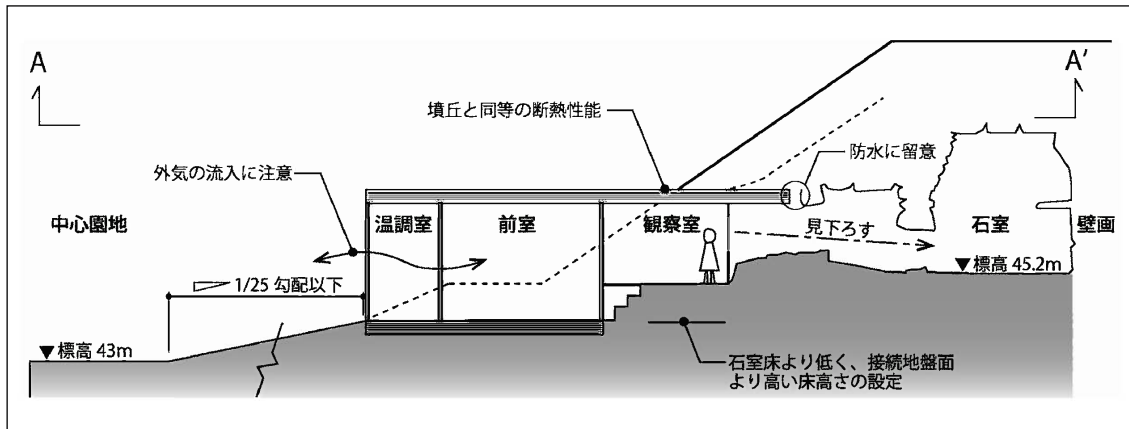 A
A'
墳丘と同等の断熱性能
防水に留意
外気の流入に注意
中心園地
温調室
前室
観察室
見下ろす
石室
壁画
▼標高 45.2m
1/25 勾配以下
▼標高 43m
石室床より低く、接続地盤面
より高い床高さの設定